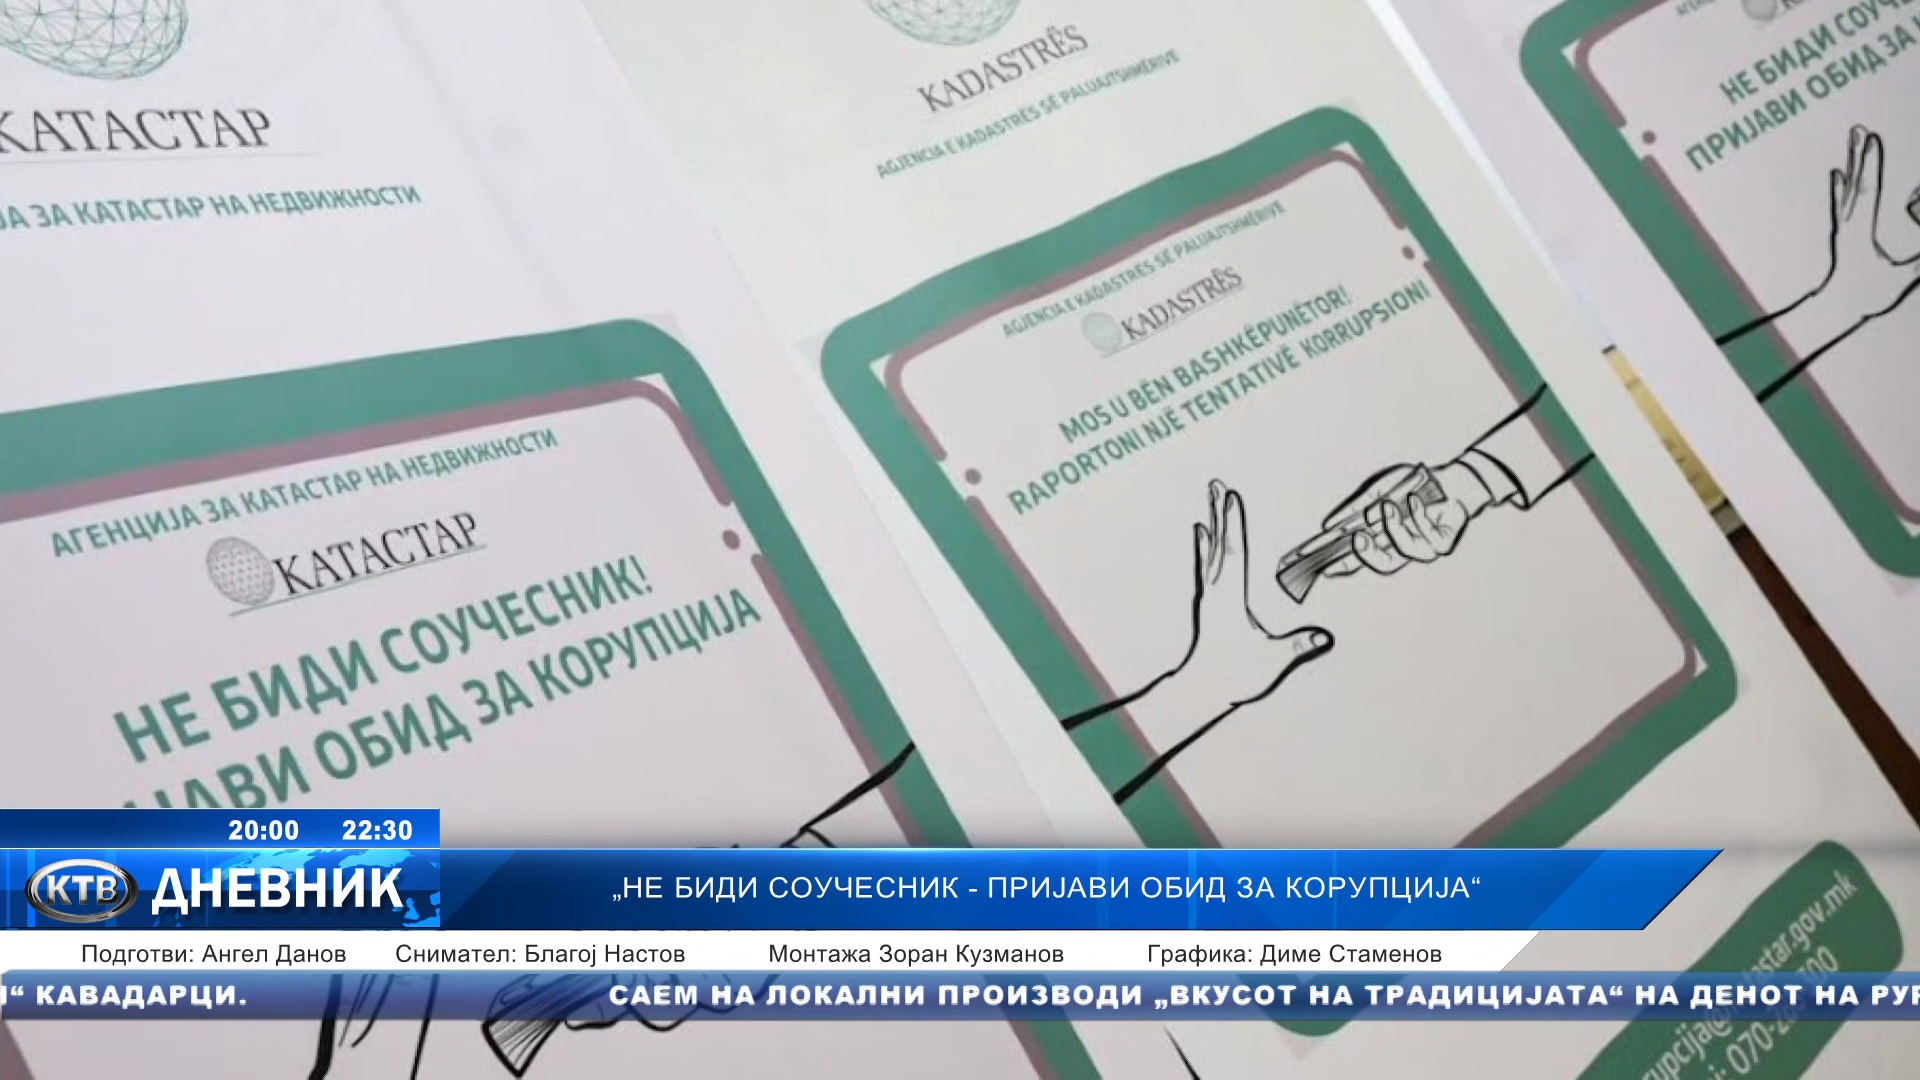 КАТАСТАР
ЗА КАТАСТАР НА НЕДВИЖНОСТИ
АГЕНЦИЈА ЗА КАТАСТАР НА НЕДВИЖНОСТИ
КАТАСТАР
НЕ БИДИ СОУЧЕСНИК!
ОБИД ЗА КОРУПЦИЈА
KADASTRËS
AGJENCIA E KADASTRËS SË PALUAJTSHMËRIVE
AGJENCIA E KADASTRËS SË PALUAJTSHMËRIVE
KADASTRËS
MOS U BËN BASHKËPUNËTOR!
RAPORTONI NJË TENTATIVË KORRUPSIONI
НЕ БИДИ
ПРИЈАВИ ОБИД ЗА
20:00 22:30
КТВ ДНЕВНИК
„НЕ БИДИ СОУЧЕСНИК - ПРИЈАВИ ОБИД ЗА КОРУПЦИЈА“
Подготви: Ангел Данов Снимател: Благој Настов Монтажа Зоран Кузманов Графика: Диме Стаменов
“ КАВАДАРЦИ. САЕМ НА ЛОКАЛНИ ПРОИЗВОДИ „ВКУСОТ НА ТРАДИЦИЈАТА“ НА ДЕНОТ НА